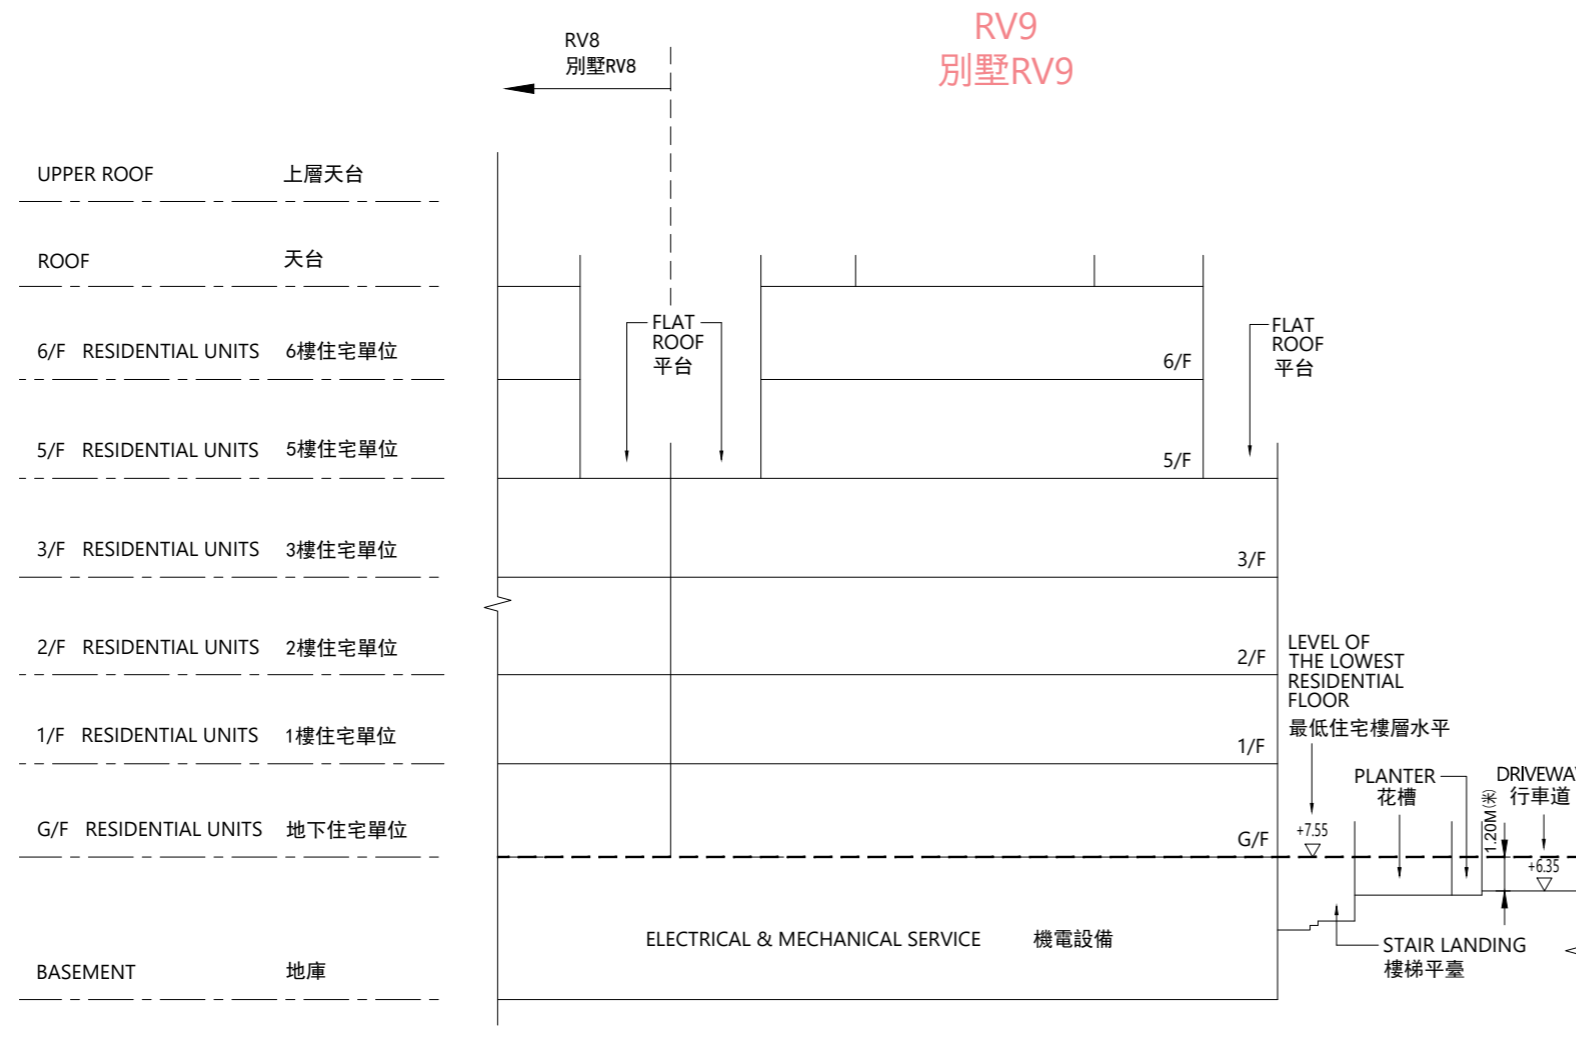 RV9
別墅RV9
RV8
別墅RV8
UPPER ROOF 上層天台
ROOF 天台
6/F RESIDENTIAL UNITS 6樓住宅單位
5/F RESIDENTIAL UNITS 5樓住宅單位
3/F RESIDENTIAL UNITS 3樓住宅單位
2/F RESIDENTIAL UNITS 2樓住宅單位
1/F RESIDENTIAL UNITS 1樓住宅單位
G/F RESIDENTIAL UNITS 地下住宅單位
BASEMENT 地庫
FLAT
ROOF
平台
FLAT
ROOF
平台
6/F
5/F
3/F
2/F
1/F
G/F
LEVEL OF
THE LOWEST
RESIDENTIAL
FLOOR
最低住宅樓層水平
+7.55
PLANTER
花槽
1.20M(米)
DRIVEWA
行車道
+6.35
ELECTRICAL & MECHANICAL SERVICE 機電設備
STAIR LANDING
樓梯平臺